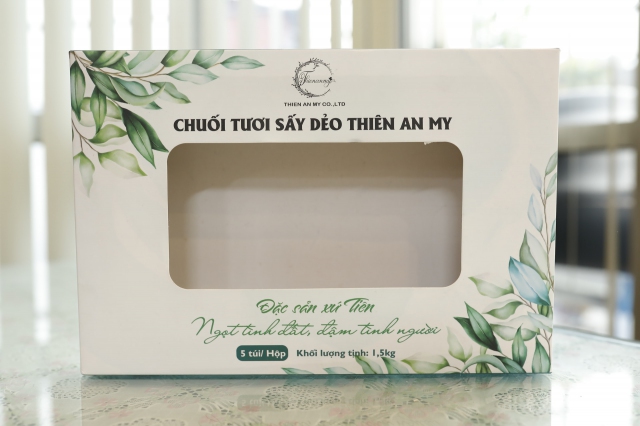 Thienanmy
THIEN AN MY CO.,LTD
CHUỐI TƯƠI SẤY DẺO THIÊN AN MY
Đặc sản xứ Tiên
Ngọt tình đất, đậm tình người
5 túi/ Hộp Khối lượng tịnh: 1,5kg